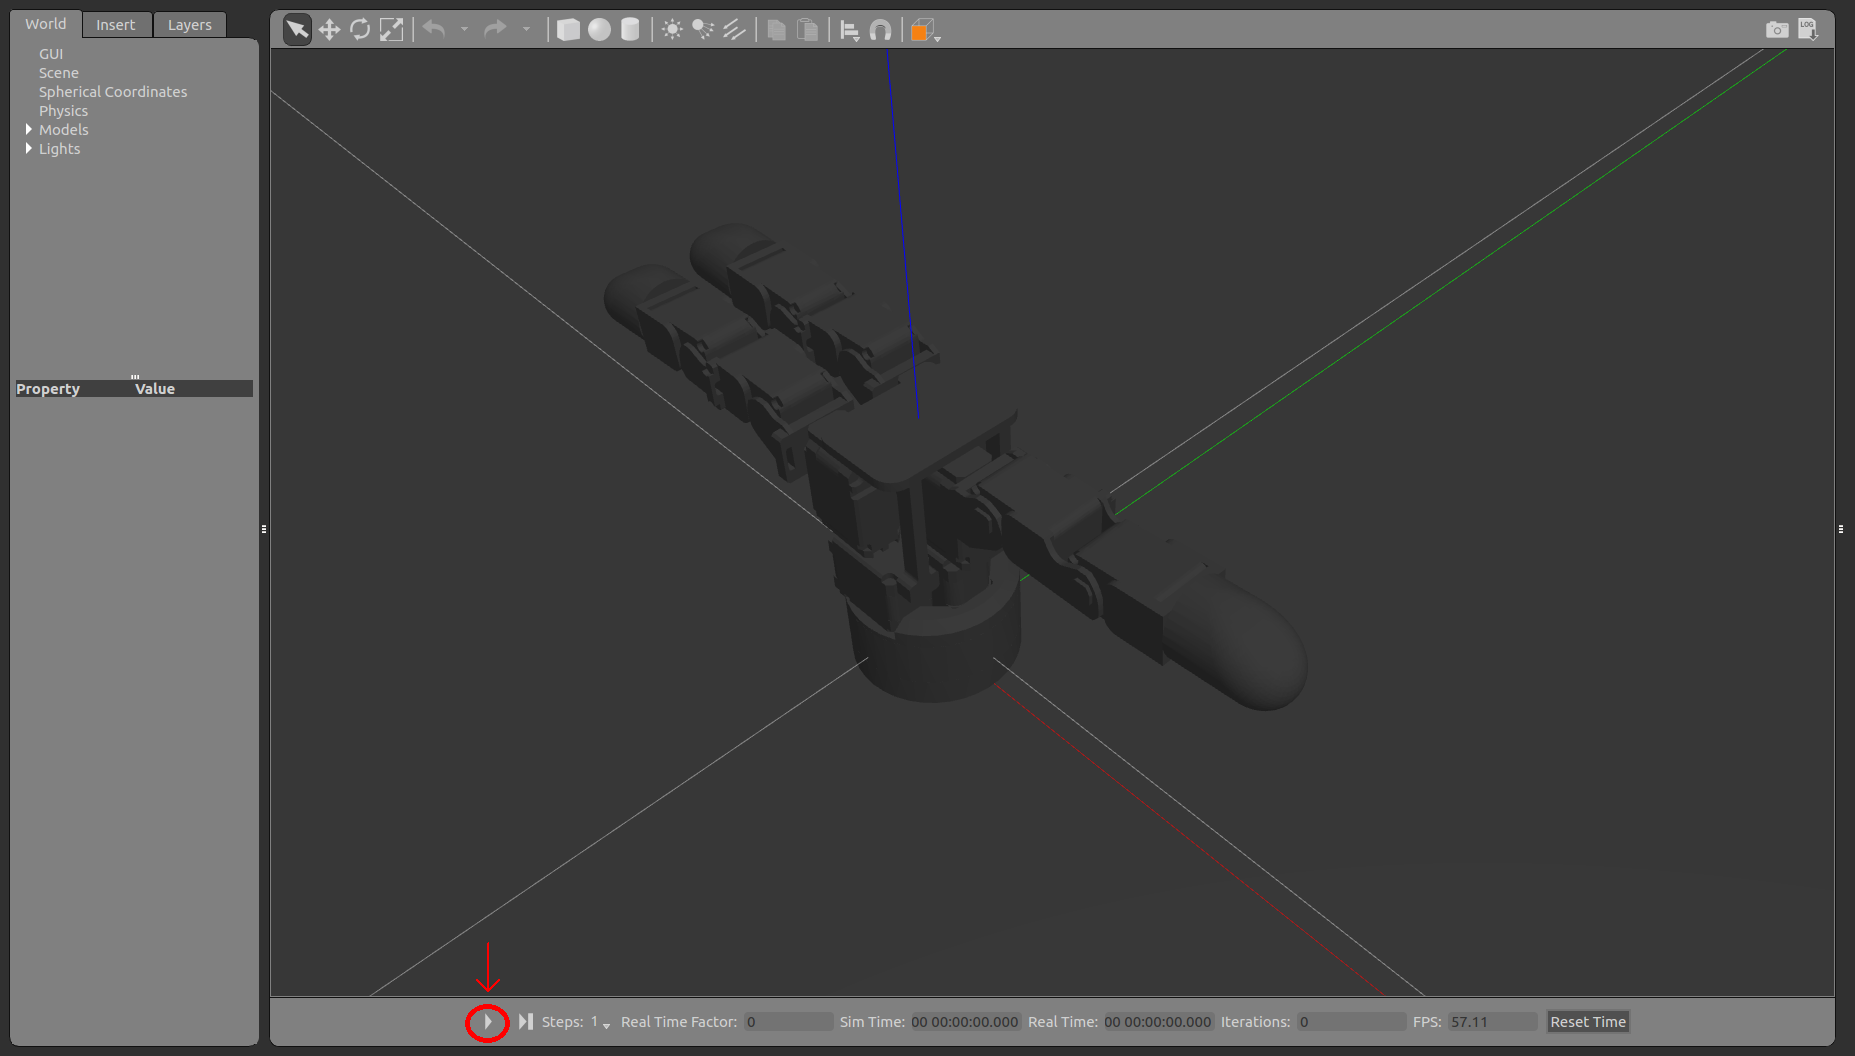 World Insert Layers
GUI
Scene
Spherical Coordinates
Physics
Models
Lights
Property Value
LOG
Steps: 1 Real Time Factor: 0 Sim Time: 00 00:00:00.000 Real Time: 00 00:00:00.000 Iterations: 0 FPS: 57.11 Reset Time